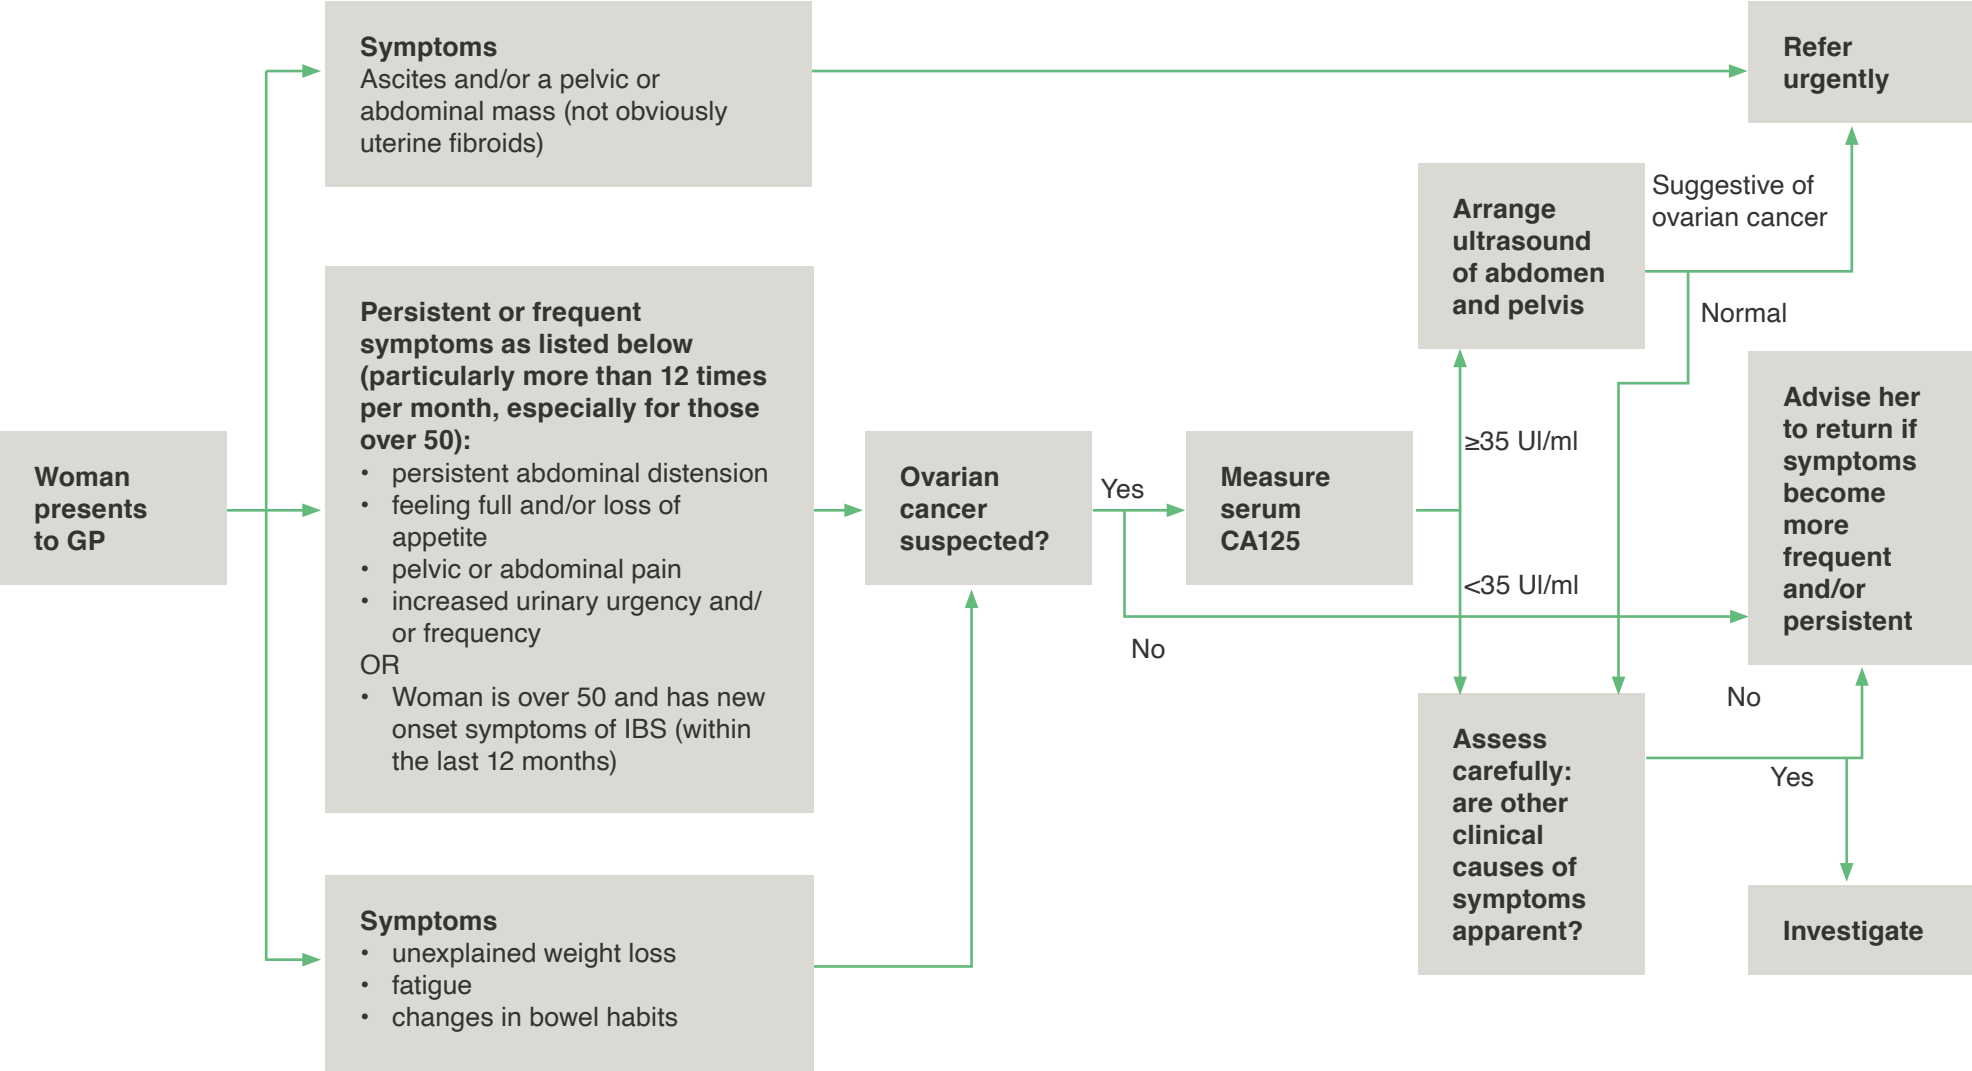 Woman
presents
to GP
Symptoms
Ascites and/or a pelvic or
abdominal mass (not obviously
uterine fibroids)
Persistent or frequent
symptoms as listed below
(particularly more than 12 times
per month, especially for those
over 50):
• persistent abdominal distension
• feeling full and/or loss of
appetite
• pelvic or abdominal pain
• increased urinary urgency and/
or frequency
OR
• Woman is over 50 and has new
onset symptoms of IBS (within
the last 12 months)
Symptoms
• unexplained weight loss
• fatigue
• changes in bowel habits
Ovarian
cancer
suspected?
Yes
No
Measure
serum
CA125
≥35 UI/ml
<35 UI/ml
Arrange
ultrasound
of abdomen
and pelvis
Suggestive of
ovarian cancer
Normal
Refer
urgently
Advise her
to return if
symptoms
become
more
frequent
and/or
persistent
Assess
carefully:
are other
clinical
causes of
symptoms
apparent?
No
Yes
Investigate